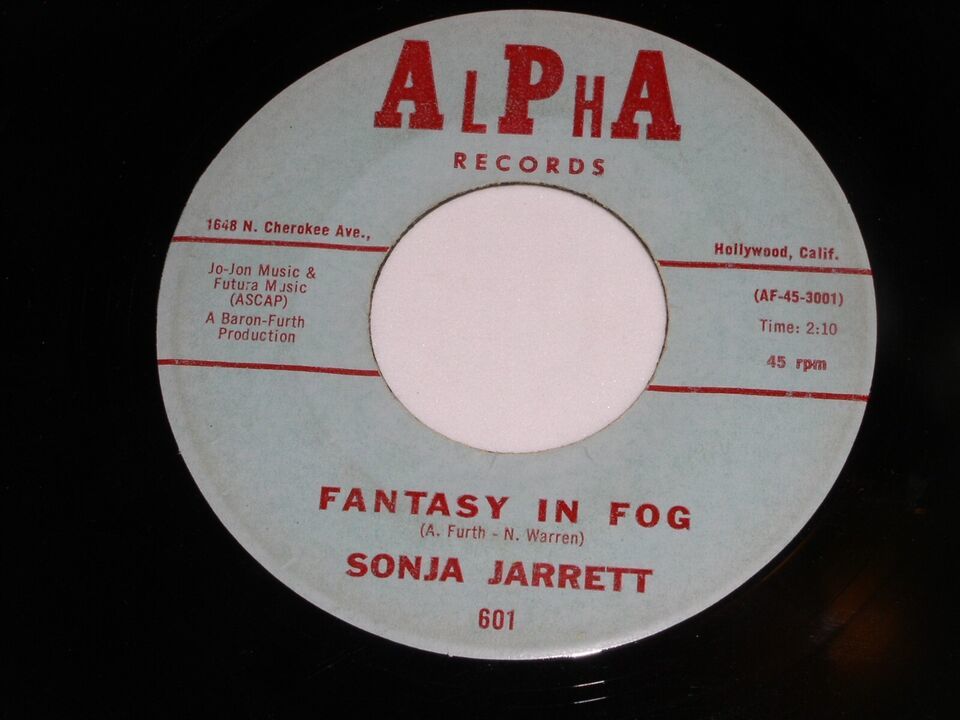 ALPHA
RECORDS
1648 N. Cherokee Ave.,
Hollywood, Calif.
Jo-Jon Music &
Futura Music
(ASCAP)
A Baron-Furth
Production
(AF-45-3001)
Time: 2:10
45 rpm
FANTASY IN FOG
(A. Furth - N. Warren)
SONJA JARRETT
601